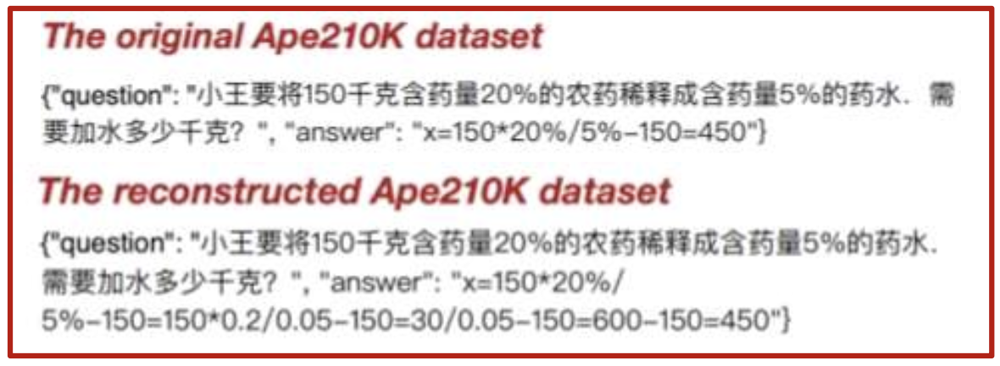 The original Ape210K dataset
{"question": "小王要将150千克含药量20%的农药稀释成含药量5%的药水．需
要加水多少千克？", "answer": "x=150*20%/5%−150=450"}
The reconstructed Ape210K dataset
{"question": "小王要将150千克含药量20%的农药稀释成含药量5%的药水．
需要加水多少千克？", "answer": "x=150*20%/
5%−150=150*0.2/0.05−150=30/0.05−150=600−150=450"}